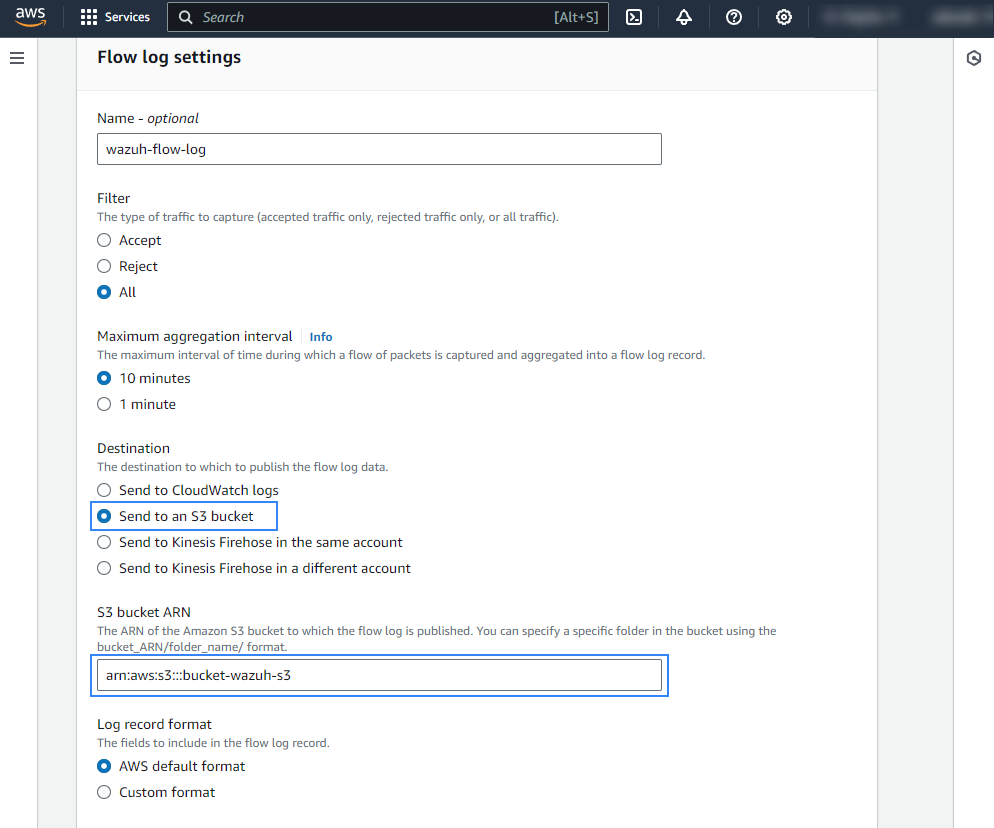 aws
Services
Search
[Alt+S]
Flow log settings
Name - optional
wazuh-flow-log
Filter
The type of traffic to capture (accepted traffic only, rejected traffic only, or all traffic).
Accept
Reject
All
Maximum aggregation interval
Info
The maximum interval of time during which a flow of packets is captured and aggregated into a flow log record.
10 minutes
1 minute
Destination
The destination to which to publish the flow log data.
Send to CloudWatch logs
Send to an S3 bucket
Send to Kinesis Firehose in the same account
Send to Kinesis Firehose in a different account
S3 bucket ARN
The ARN of the Amazon S3 bucket to which the flow log is published. You can specify a specific folder in the bucket using the
bucket_ARN/folder_name/ format.
arn:aws:s3:::bucket-wazuh-s3
Log record format
The fields to include in the flow log record.
AWS default format
Custom format